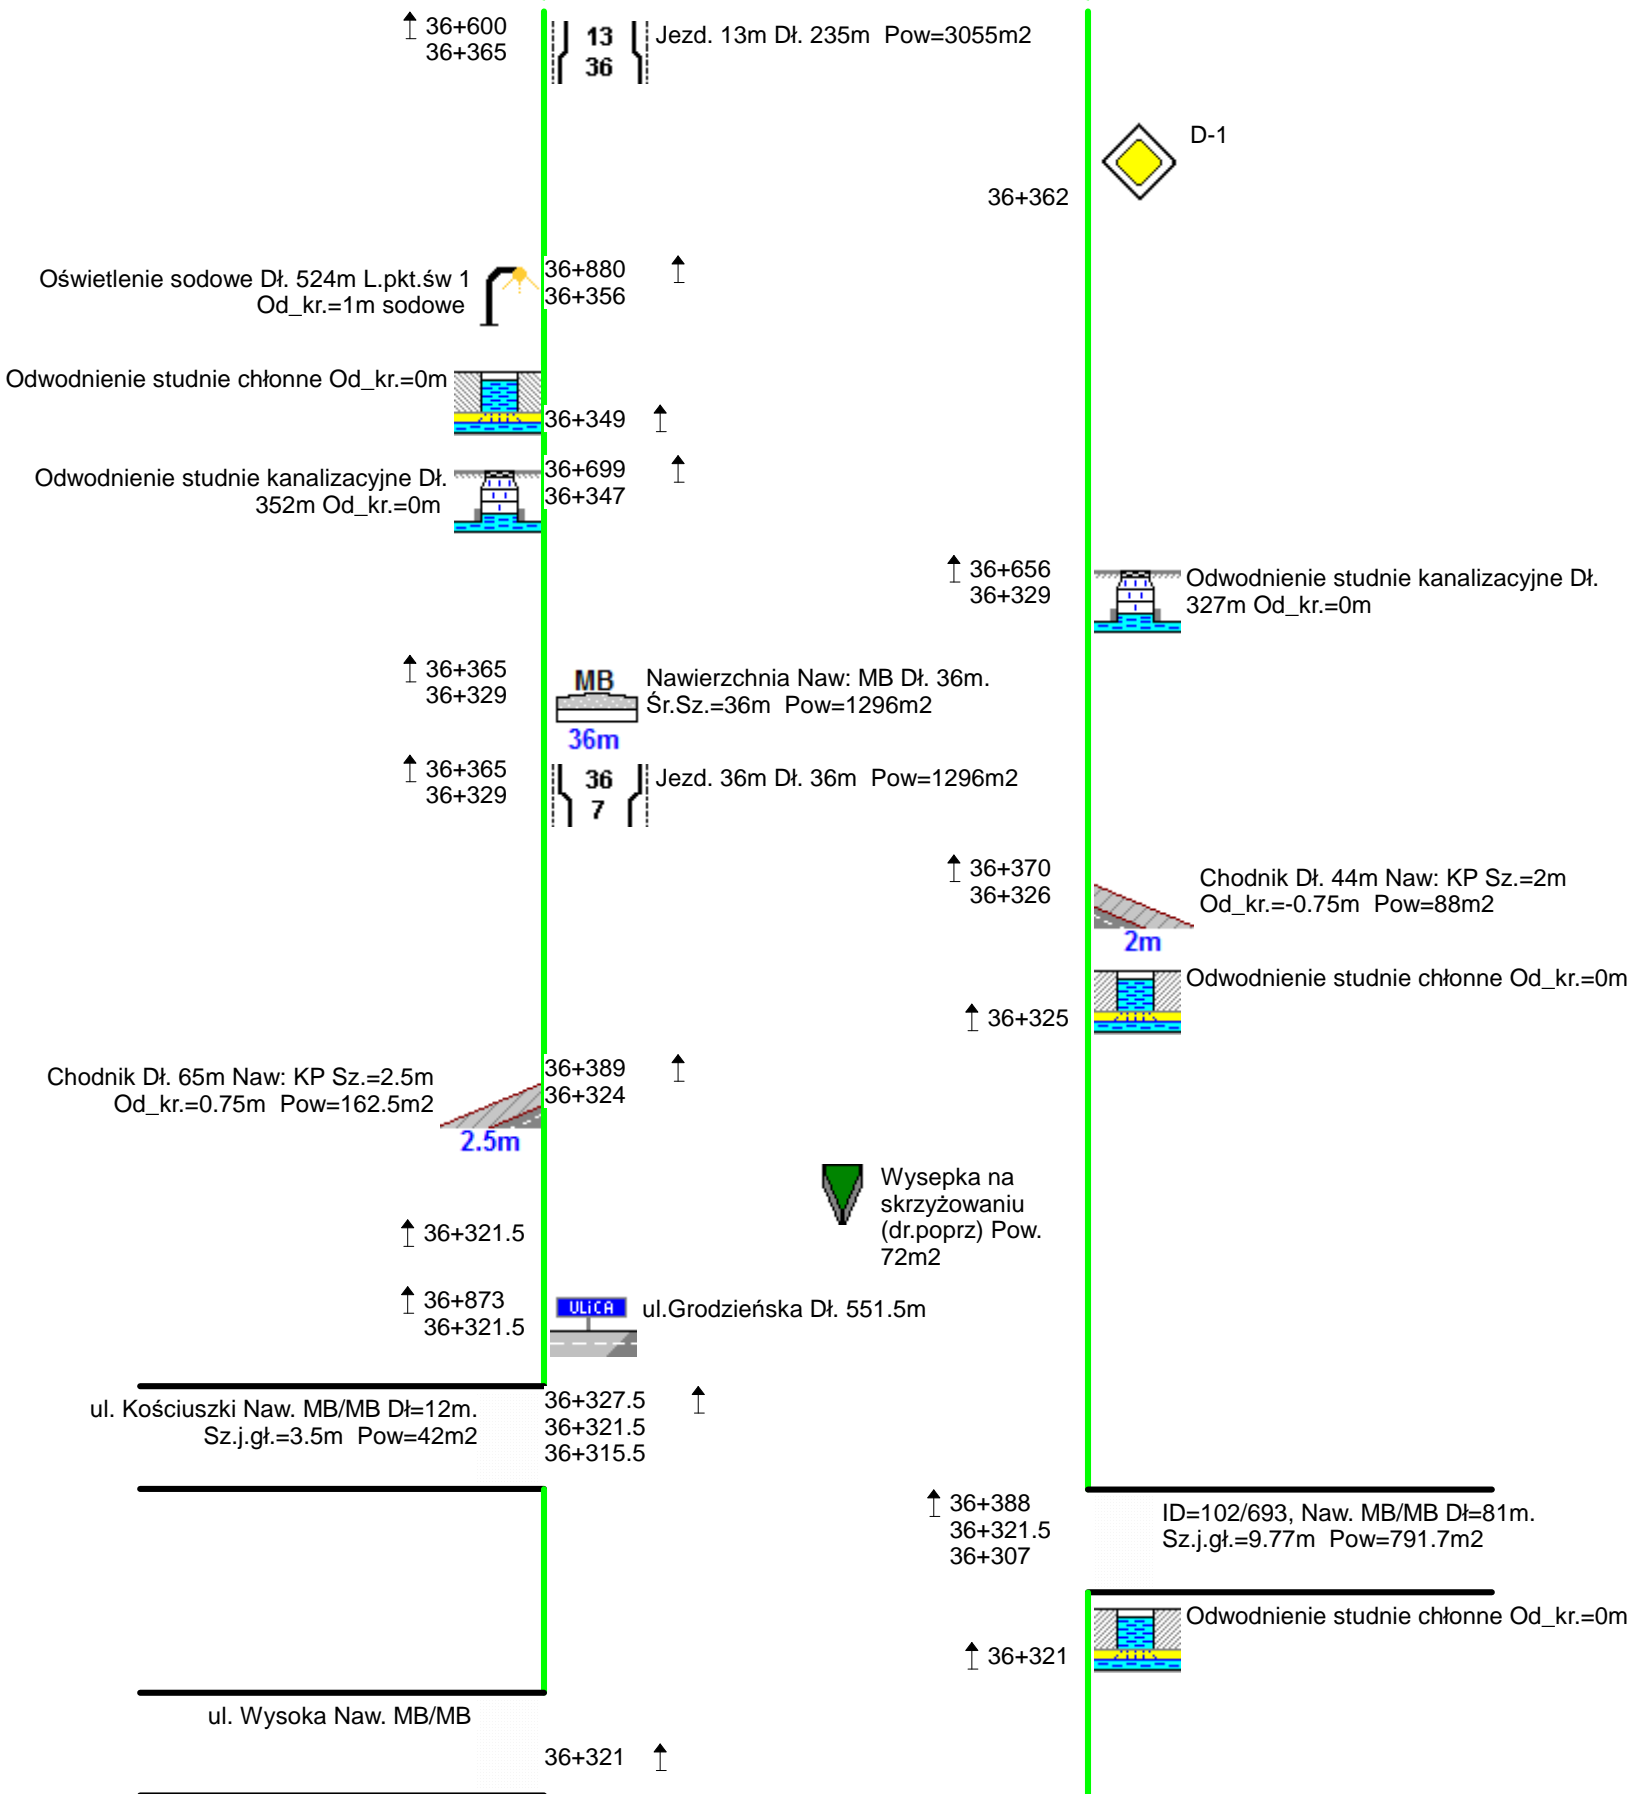 36+600
36+365
13
36
Jezd. 13m Dł. 235m  Pow=3055m2
D-1
36+362
Oświetlenie sodowe Dł. 524m L.pkt.św 1
Od_kr.=1m sodowe
36+880
36+356
Odwodnienie studnie chłonne Od_kr.=0m
36+349
Odwodnienie studnie kanalizacyjne Dł.
352m Od_kr.=0m
36+699
36+347
36+656
36+329
Odwodnienie studnie kanalizacyjne Dł.
327m Od_kr.=0m
36+365
36+329
MB
36m
Nawierzchnia Naw: MB Dł. 36m.
Śr.Sz.=36m  Pow=1296m2
36+365
36+329
36
7
Jezd. 36m Dł. 36m  Pow=1296m2
36+370
36+326
2m
Chodnik Dł. 44m Naw: KP Sz.=2m
Od_kr.=-0.75m  Pow=88m2
36+325
Odwodnienie studnie chłonne Od_kr.=0m
Chodnik Dł. 65m Naw: KP Sz.=2.5m
Od_kr.=0.75m  Pow=162.5m2
2.5m
36+389
36+324
Wysepka na
skrzyżowaniu
(dr.poprz) Pow.
72m2
36+321.5
36+873
36+321.5
ULiCA
ul.Grodzieńska Dł. 551.5m
ul. Kościuszki Naw. MB/MB Dł=12m.
Sz.j.gł.=3.5m  Pow=42m2
36+327.5
36+321.5
36+315.5
36+388
36+321.5
36+307
ID=102/693, Naw. MB/MB Dł=81m.
Sz.j.gł.=9.77m  Pow=791.7m2
Odwodnienie studnie chłonne Od_kr.=0m
36+321
ul. Wysoka Naw. MB/MB
36+321